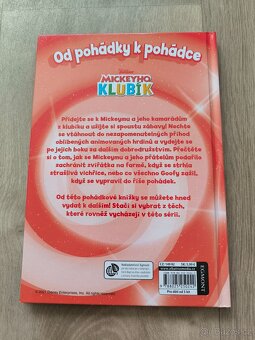 Od pohádky k pohádce
MICKEYHO
KLUBÍK
Přidejte se k Mickeymu a jeho kamarádům
z klubíku a užijte si spoustu zábavy! Nechte
se vtáhnout do nezapomenutelných příhod
oblíbených animovaných hrdinů a vydejte se
po jejich boku za dalším dobrodružstvím. Přečtěte
si o tom, jak se Mickeymu a jeho přátelům podařilo
zachránit zvířátka na farmě, když se strhla
strašlivá vichřice, nebo co všechno Goofy zažil,
když se vypravil do říše pohádek.
Od této pohádkové knížky se můžete hned
vydat k dalším! Stačí si vybrat z těch,
které rovněž vycházejí v této sérii.
EGMONT